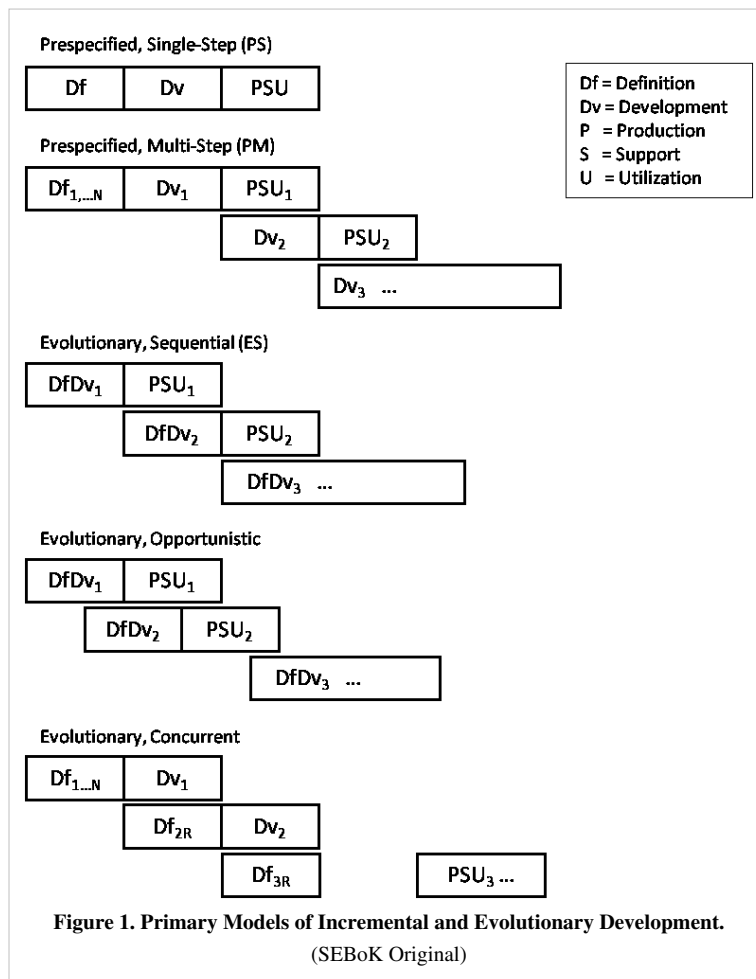 Prespecified, Single-Step (PS)
Df Dv PSU
Df = Definition
Dv = Development
P = Production
S = Support
U = Utilization
Prespecified, Multi-Step (PM)
Df₁,...N Dv₁ PSU₁
Dv₂ PSU₂
Dv₃ ...
Evolutionary, Sequential (ES)
DfDv₁ PSU₁
DfDv₂ PSU₂
DfDv₃ ...
Evolutionary, Opportunistic
DfDv₁ PSU₁
DfDv₂ PSU₂
DfDv₃ ...
Evolutionary, Concurrent
Df₁...N Dv₁
Df₂R Dv₂
Df₃R PSU₃ ...
Figure 1. Primary Models of Incremental and Evolutionary Development.
(SEBoK Original)